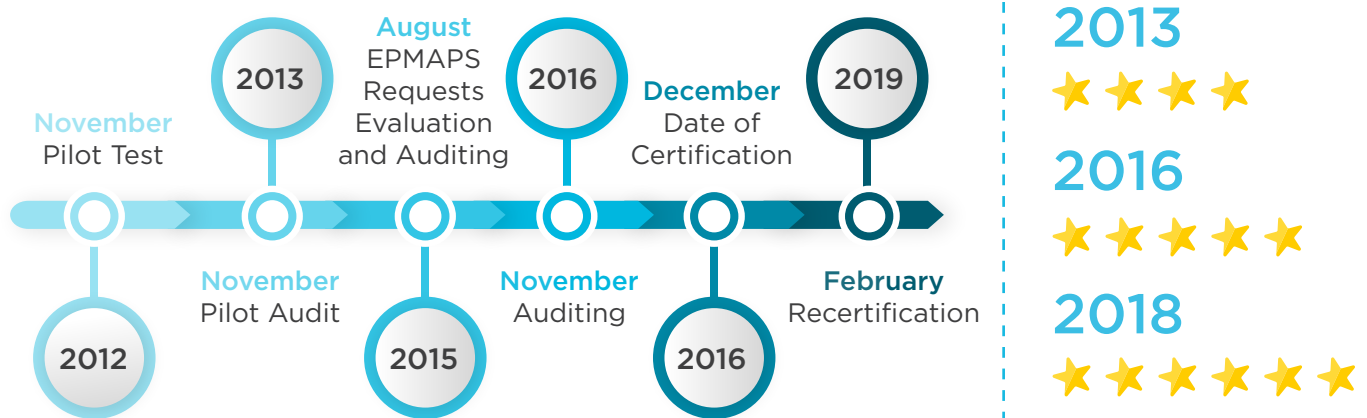 November
Pilot Test
2012
2013
November
Pilot Audit
August
EPMAPS
Requests
Evaluation
and Auditing
2015
2016
November
Auditing
December
Date of
Certification
2016
2019
February
Recertification
2013
2016
2018